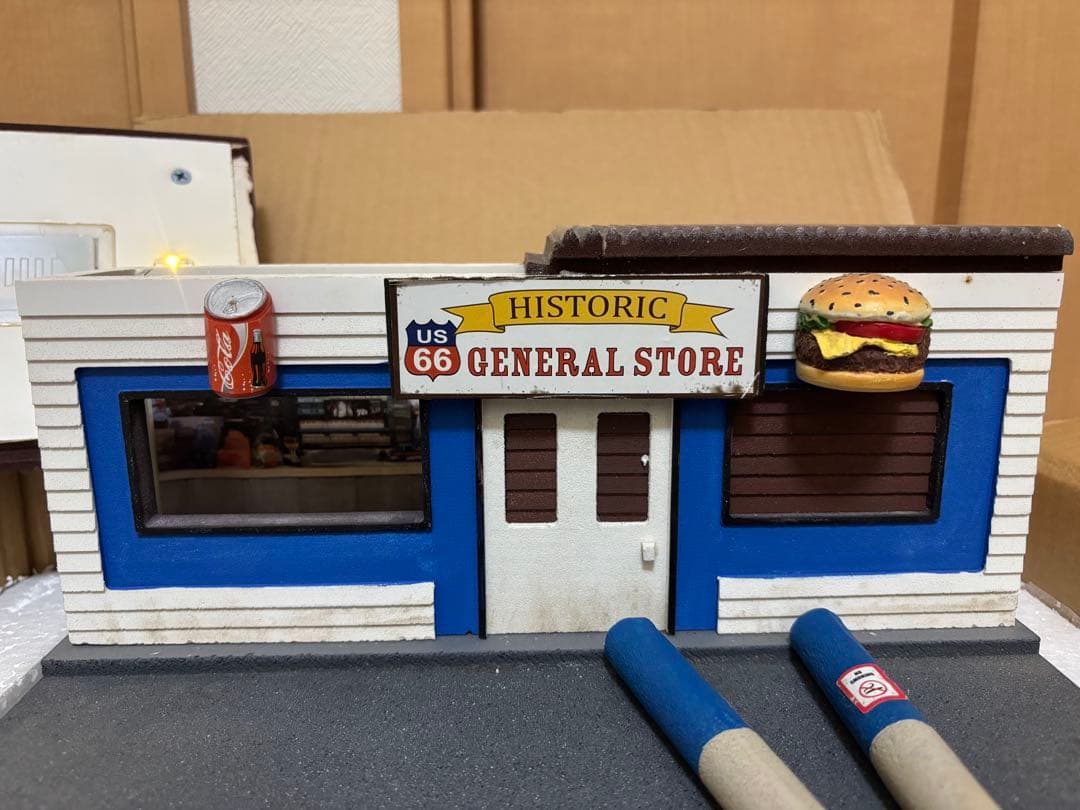 HISTORIC
US
66
GENERAL STORE
Coca-Cola